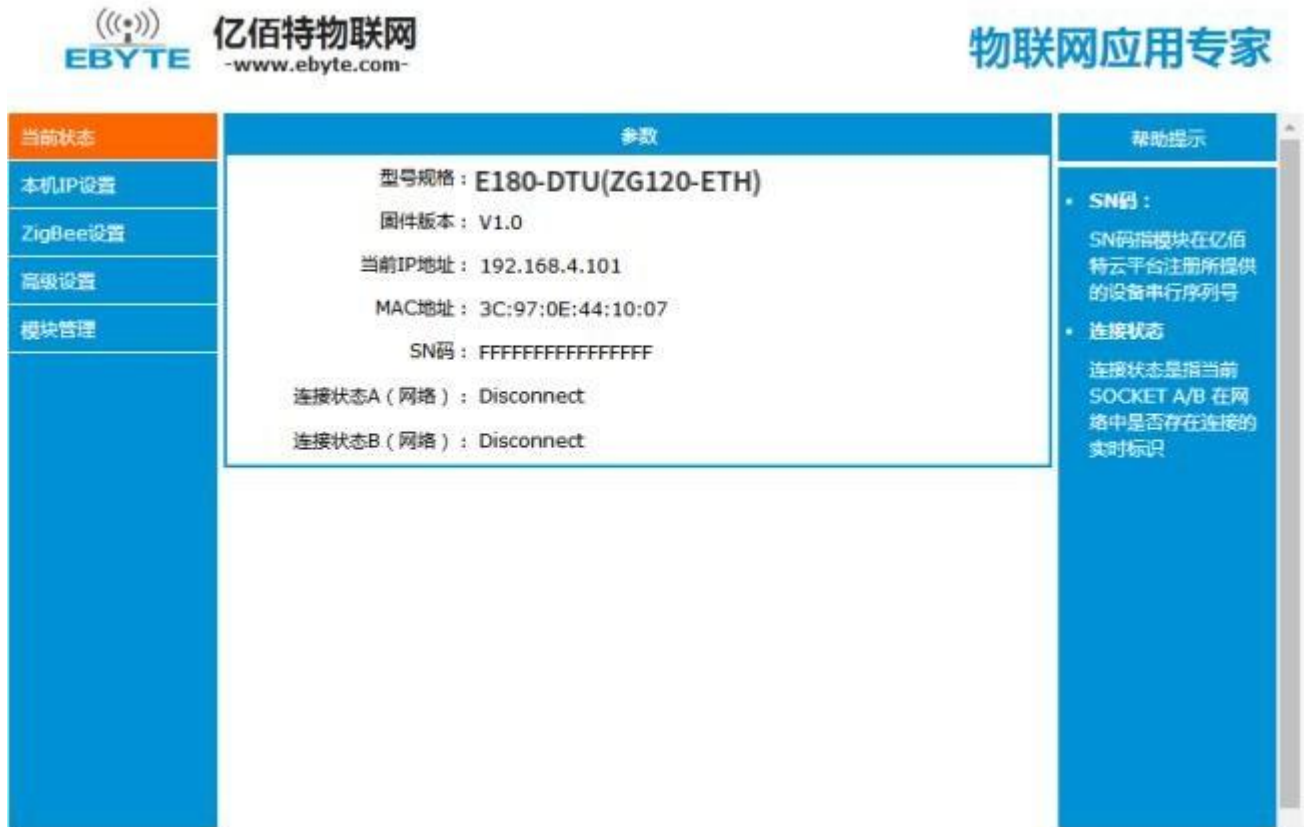 EBYTE
亿佰特物联网
-www.ebyte.com-
物联网应用专家
当前状态
本机IP设置
ZigBee设置
高级设置
模块管理
参数
型号规格：E180-DTU(ZG120-ETH)
固件版本：V1.0
当前IP地址：192.168.4.101
MAC地址：3C:97:0E:44:10:07
SN码：FFFFFFFFFFFFFFFF
连接状态A（网络）：Disconnect
连接状态B（网络）：Disconnect
帮助提示
• SN码：
SN码指模块在亿佰
特云平台注册所提供
的设备串行序列号
• 连接状态
连接状态是指当前
SOCKET A/B 在网
络中是否存在连接的
实时标识